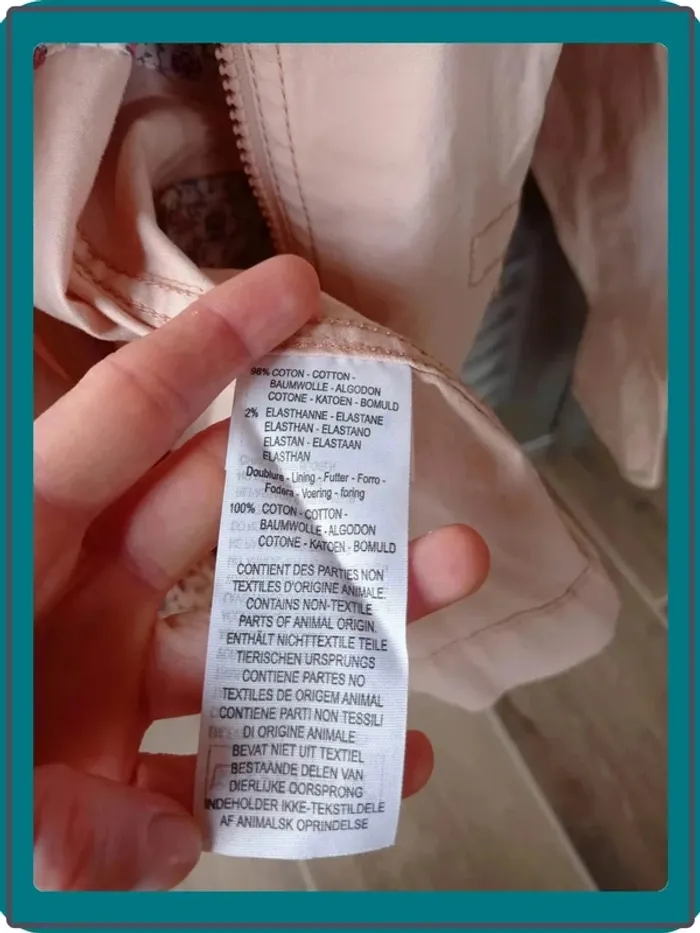 98% COTON - COTTON -
BAUMWOLLE - ALGODON
COTONE - KATOEN - BOMULD
2% ELASTHANNE - ELASTANE
ELASTHAN - ELASTANO
ELASTAN - ELASTAAN
ELASTHAN
Doublure - Lining - Futter - Forro -
Fodera - Voering - foring
100% COTON - COTTON -
BAUMWOLLE - ALGODON
COTONE - KATOEN - BOMULD
CONTIENT DES PARTIES NON
TEXTILES D'ORIGINE ANIMALE.
CONTAINS NON-TEXTILE
PARTS OF ANIMAL ORIGIN.
ENTHÄLT NICHTTEXTILE TEILE
TIERISCHEN URSPRUNGS
CONTIENE PARTES NO
TEXTILES DE ORIGEM ANIMAL
CONTIENE PARTI NON TESSILI
DI ORIGINE ANIMALE
BEVAT NIET UIT TEXTIEL
BESTAANDE DELEN VAN
DIERLIJKE OORSPRONG
INDEHOLDER IKKE-TEKSTILDELE
AF ANIMALSK OPRINDELSE